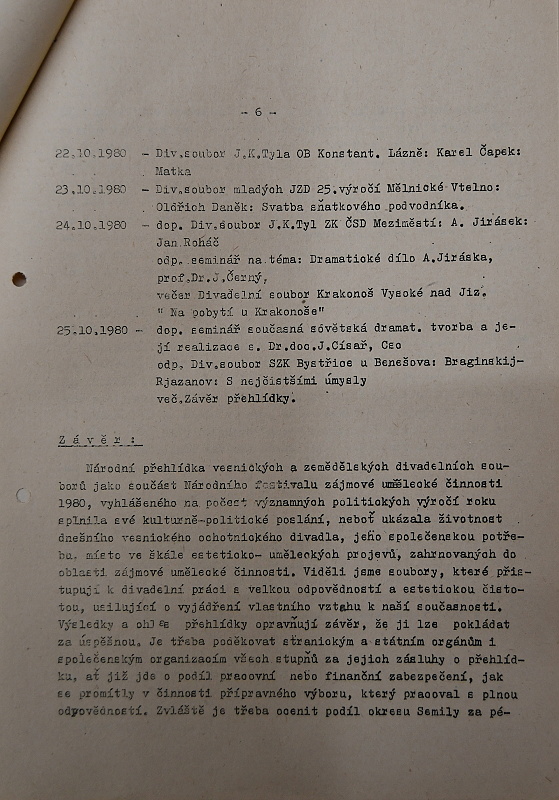 - 6 -
22.10.1980 - Div.soubor J.K.Tyla OB Konstant. Lázně: Karel Čapek:
Matka
23.10.1980 - Div.soubor mladých JZD 25.výročí Mělnické Vtelno:
Oldřich Daněk: Svatba sňatkového podvodníka.
24.10.1980 - dop. Div.soubor J.K.Tyl ZK ČSD Meziměstí: A. Jirásek:
Jan Roháč
odp. seminář na téma: Dramatické dílo A.Jiráska,
prof.Dr.J.Černý,
večer Divadelní soubor Krakonoš Vysoké nad Jiz.
" Na pobytí u Krakonoše"
25.10.1980 - dop. seminář současná sovětská dramat. tvorba a je-
jí realizace s. Dr.doc.J.Císař, Csc
odp. Div.soubor SZK Bystřice u Benešova: Braginskij-
Rjazanov: S nejčistšími úmysly
več.Závěr přehlídky.
Závěr:
Národní přehlídka vesnických a zemědělských divadelních sou-
borů jako součást Národního festivalu zájmové umělecké činnosti
1980, vyhlášeného na počest významných politických výročí roku
splnila své kulturně-politické poslání, neboť ukázala životnost
dnešního vesnického ochotnického divadla, jeho společenskou potře-
bu, místo ve škále esteticko- uměleckých projevů, zahrnovaných do
oblasti zájmové umělecké činnosti. Viděli jsme soubory, které přis-
tupují k divadelní práci s velkou odpovědností a estetickou čisto-
tou, usilující o vyjádření vlastního vztahu k naší současnosti.
Výsledky a ohlas přehlídky opravňují závěr, že ji lze pokládat
za úspěšnou. Je třeba poděkovat stranickým a státním orgánům i
společenským organizacím všech stupňů za jejich zásluhy o přehlíd-
ku, ať již jde o podíl pracovní nebo finanční zabezpečení, jak
se promítly v činnosti přípravného výboru, který pracoval s plnou
odpovědností. Zvláště je třeba ocenit podíl okresu Semily za pé-